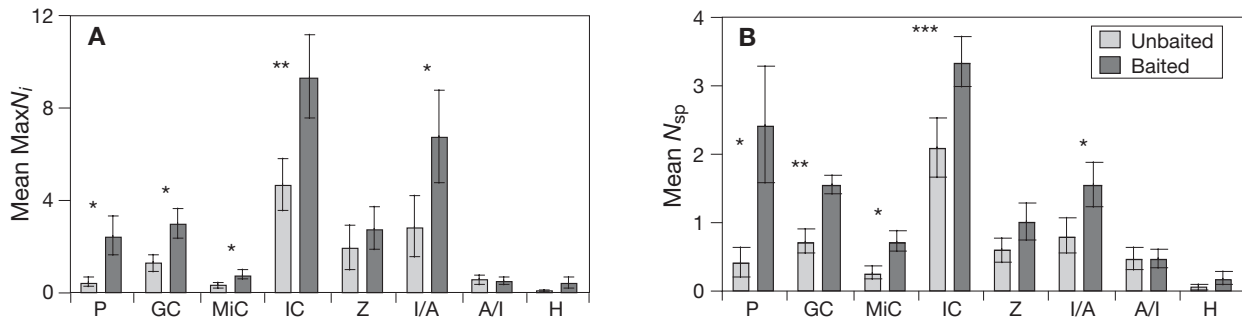 A
Mean MaxNi
12
8
4
0
* * * ** *
P GC MiC IC Z I/A A/I H
B
Mean Nsp
4
3
2
1
0
* ** * *** *
Unbaited
Baited
P GC MiC IC Z I/A A/I H